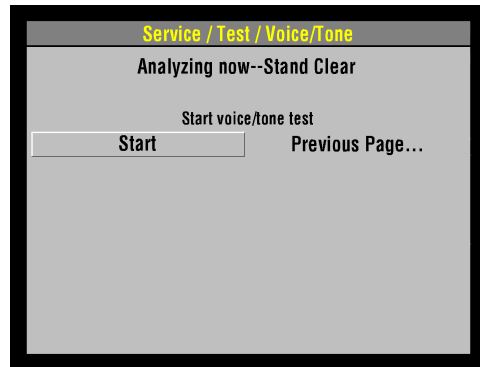 Service / Test / Voice/Tone
Analyzing now--Stand Clear
Start voice/tone test
Start Previous Page...